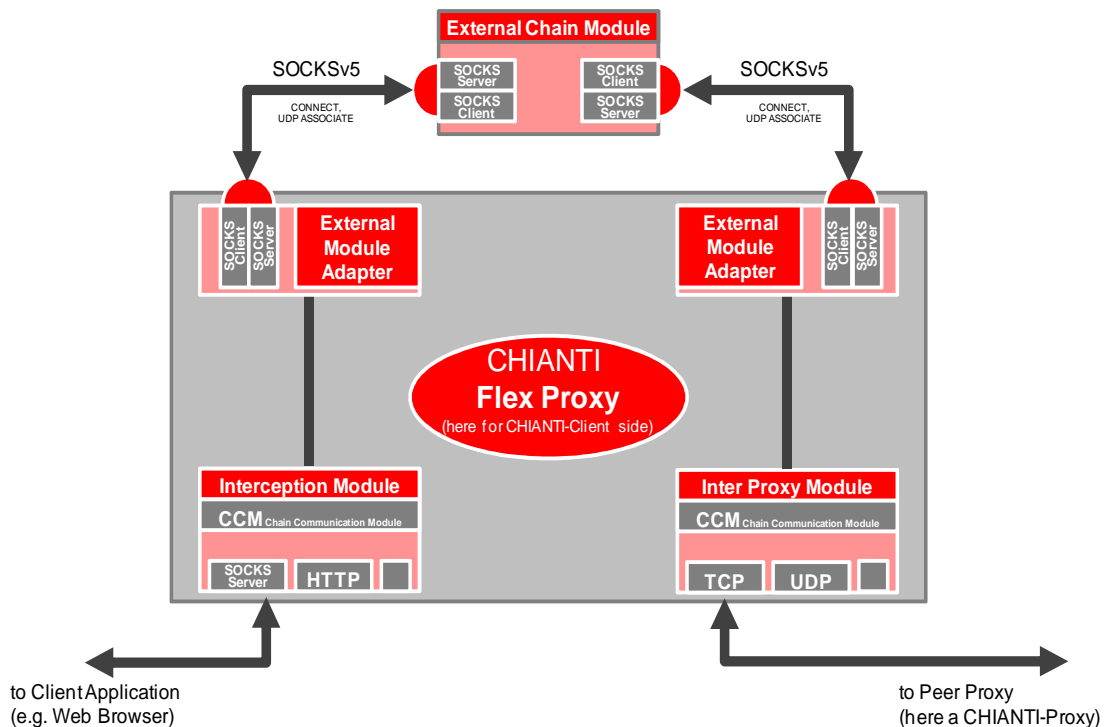 External Chain Module
SOCKS
Server
SOCKS
Client
SOCKS
Client
SOCKS
Server
SOCKSv5
CONNECT,
UDP ASSOCIATE
SOCKSv5
CONNECT,
UDP ASSOCIATE
SOCKS
Client
SOCKS
Server
External
Module
Adapter
External
Module
Adapter
SOCKS
Client
SOCKS
Server
CHIANTI
Flex Proxy
(here for CHIANTI-Client side)
Interception Module
CCM Chain Communication Module
SOCKS
Server
HTTP
Inter Proxy Module
CCM Chain Communication Module
TCP
UDP
to Client Application
(e.g. Web Browser)
to Peer Proxy
(here a CHIANTI-Proxy)